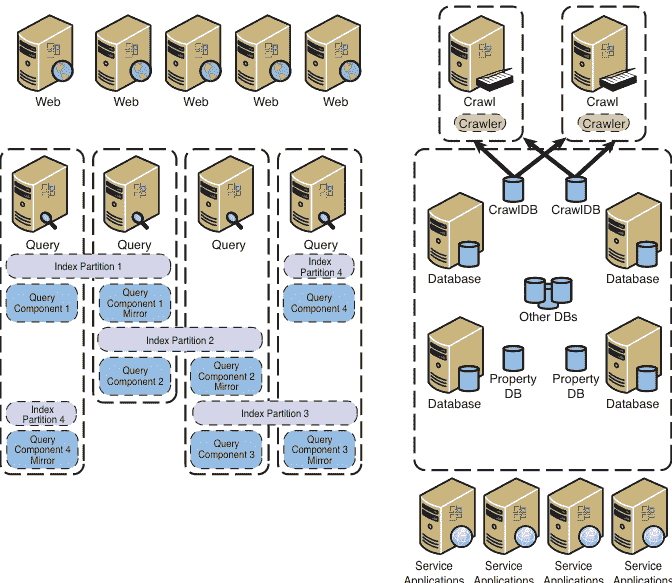 Web Web Web Web Web
Crawl Crawl
Crawler Crawler
Query Query Query Query
Index Partition 1
Index
Partition 4
Query
Component 1
Query
Component 1
Mirror
Query
Component 4
Index Partition 2
Query
Component 2
Query
Component 2
Mirror
Index
Partition 4
Index Partition 3
Query
Component 4
Mirror
Query
Component 3
Query
Component 3
Mirror
CrawlDB CrawlDB
Database Database
Other DBs
Property
DB
Property
DB
Database Database
Service
Applications
Service
Applications
Service
Applications
Service
Applications